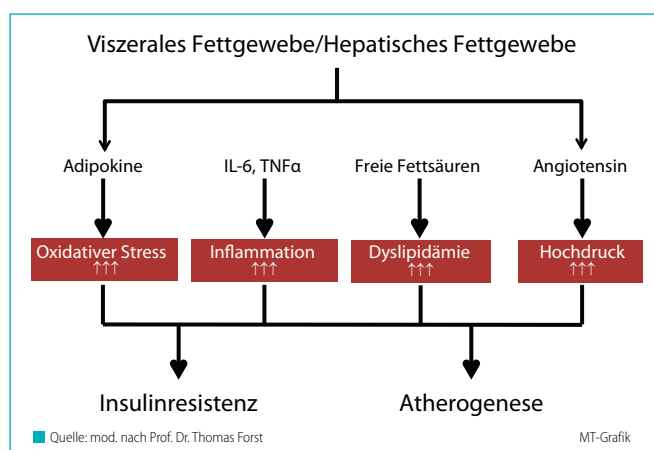 Viszerales Fettgewebe/Hepatisches Fettgewebe
Adipokine
IL-6, TNFα
Freie Fettsäuren
Angiotensin
Oxidativer Stress
↑↑↑
Inflammation
↑↑↑
Dyslipidämie
↑↑↑
Hochdruck
↑↑↑
Insulinresistenz
Atherogenese
Quelle: mod. nach Prof. Dr. Thomas Forst
MT-Grafik